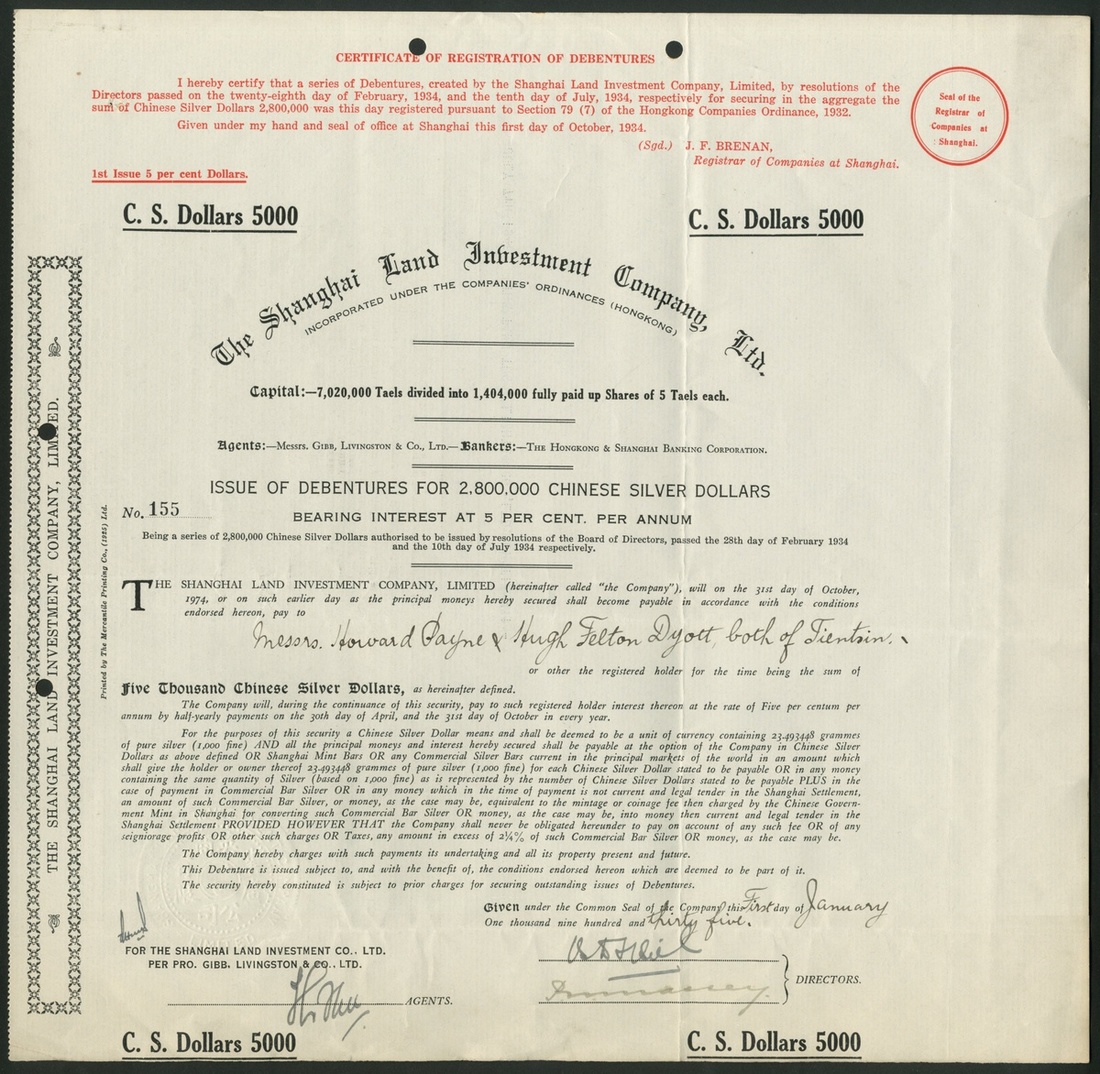 CERTIFICATE OF REGISTRATION OF DEBENTURES
I hereby certify that a series of Debentures, created by the Shanghai Land Investment Company, Limited, by resolutions of the
Directors passed on the twenty-eighth day of February, 1934, and the tenth day of July, 1934, respectively for securing in the aggregate the
sum of Chinese Silver Dollars 2,800,000 was this day registered pursuant to Section 79 (7) of the Hongkong Companies Ordinance, 1932.
Given under my hand and seal of office at Shanghai this first day of October, 1934.
(Sgd.) J. F. BRENAN,
Registrar of Companies at Shanghai.
Seal of the
Registrar of
Companies at
Shanghai.
1st Issue 5 per cent Dollars.
C. S. Dollars 5000
C. S. Dollars 5000
The Shanghai Land Investment Company, Ltd.
INCORPORATED UNDER THE COMPANIES' ORDINANCES (HONGKONG)
Capital:—7,020,000 Taels divided into 1,404,000 fully paid up Shares of 5 Taels each.
Agents:—Messrs. Gibb, Livingston & Co., Ltd.—Bankers:—The Hongkong & Shanghai Banking Corporation.
ISSUE OF DEBENTURES FOR 2,800,000 CHINESE SILVER DOLLARS
No. 155
BEARING INTEREST AT 5 PER CENT. PER ANNUM
Being a series of 2,800,000 Chinese Silver Dollars authorised to be issued by resolutions of the Board of Directors, passed the 28th day of February 1934
and the 10th day of July 1934 respectively.
THE SHANGHAI LAND INVESTMENT COMPANY, LIMITED (hereinafter called "the Company"), will on the 31st day of October,
1974, or on such earlier day as the principal moneys hereby secured shall become payable in accordance with the conditions
endorsed hereon, pay to
Messrs. Howard Payne & Hugh Felton Dyott, both of Tientsin.
or other the registered holder for the time being the sum of
Five Thousand Chinese Silver Dollars, as hereinafter defined.
The Company will, during the continuance of this security, pay to such registered holder interest thereon at the rate of Five per centum per
annum by half-yearly payments on the 30th day of April, and the 31st day of October in every year.
For the purposes of this security a Chinese Silver Dollar means and shall be deemed to be a unit of currency containing 23.493448 grammes
of pure silver (1,000 fine) AND all the principal moneys and interest hereby secured shall be payable at the option of the Company in Chinese Silver
Dollars as above defined OR Shanghai Mint Bars OR any Commercial Silver Bars current in the principal markets of the world in an amount which
shall give the holder or owner thereof 23.493448 grammes of pure silver (1,000 fine) for each Chinese Silver Dollar stated to be payable OR in any money
containing the same quantity of Silver (based on 1,000 fine) as is represented by the number of Chinese Silver Dollars stated to be payable PLUS in the
case of payment in Commercial Bar Silver OR in any money which in the time of payment is not current and legal tender in the Shanghai Settlement,
an amount of such Commercial Bar Silver, or money, as the case may be, equivalent to the mintage or coinage fee then charged by the Chinese Govern-
ment Mint in Shanghai for converting such Commercial Bar Silver OR money, as the case may be, into money then current and legal tender in the
Shanghai Settlement PROVIDED HOWEVER THAT the Company shall never be obligated hereunder to pay on account of any such fee OR of any
seigniorage profits OR other such charges OR Taxes, any amount in excess of 2¼% of such Commercial Bar Silver OR money, as the case may be.
The Company hereby charges with such payments its undertaking and all its property present and future.
This Debenture is issued subject to, and with the benefit of, the conditions endorsed hereon which are deemed to be part of it.
The security hereby constituted is subject to prior charges for securing outstanding issues of Debentures.
Given under the Common Seal of the Company this First day of January
One thousand nine hundred and thirty five.
FOR THE SHANGHAI LAND INVESTMENT CO., LTD.
PER PRO. GIBB, LIVINGSTON & CO., LTD.
AGENTS.
DIRECTORS.
C. S. Dollars 5000
C. S. Dollars 5000
THE SHANGHAI LAND INVESTMENT COMPANY, LIMITED.
Printed by The Mercantile Printing Co., (1925) Ltd.